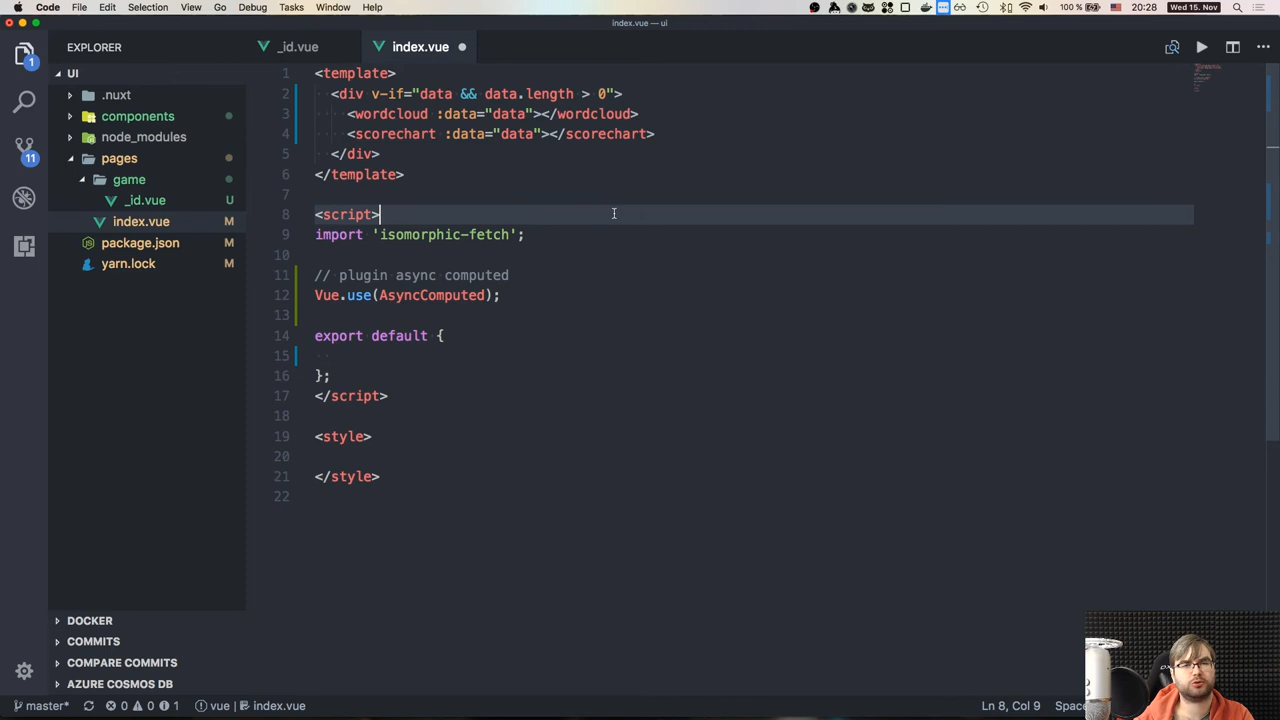 Code File Edit Selection View Go Debug Tasks Window Help 100 % 20:28 Wed 15. Nov
index.vue — ui
EXPLORER
_id.vue
index.vue
UI
.nuxt
components
node_modules
pages
game
_id.vue U
index.vue M
package.json M
yarn.lock M
DOCKER
COMMITS
COMPARE COMMITS
AZURE COSMOS DB
1
11
1 <template>
2 <div v-if="data && data.length > 0">
3 <wordcloud :data="data"></wordcloud>
4 <scorechart :data="data"></scorechart>
5 </div>
6 </template>
7
8 <script>
9 import 'isomorphic-fetch';
10
11 // plugin async computed
12 Vue.use(AsyncComputed);
13
14 export default {
15
16 };
17 </script>
18
19 <style>
20
21 </style>
22
master* 0 0 1 vue index.vue Ln 8, Col 9